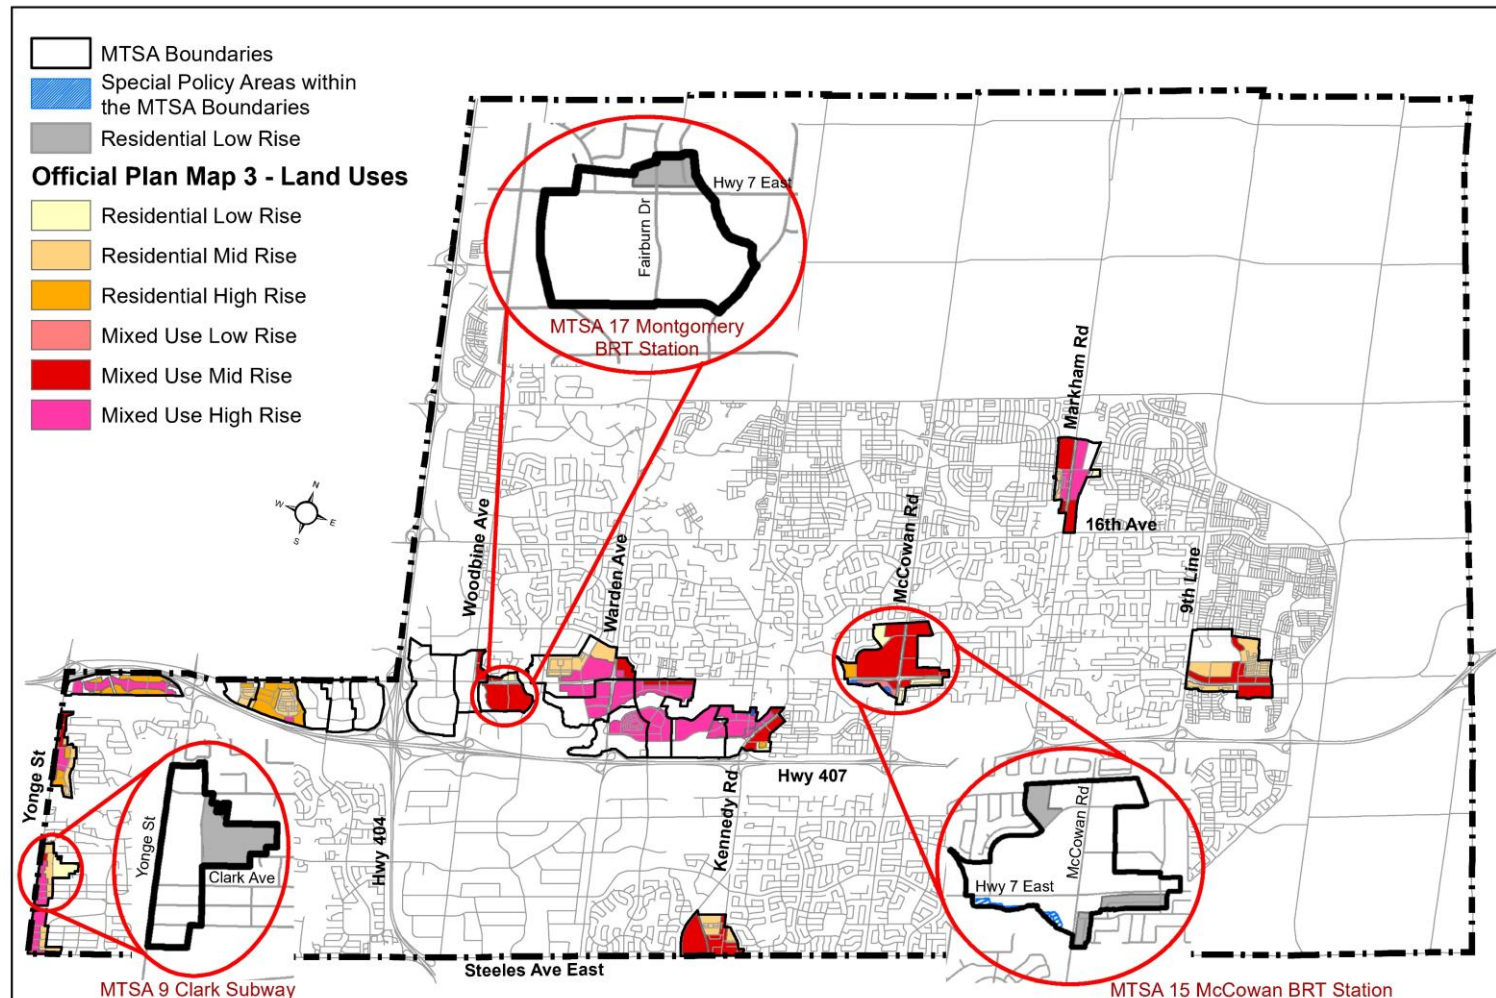 MTSA Boundaries
Special Policy Areas within
the MTSA Boundaries
Residential Low Rise
Official Plan Map 3 - Land Uses
Residential Low Rise
Residential Mid Rise
Residential High Rise
Mixed Use Low Rise
Mixed Use Mid Rise
Mixed Use High Rise
N
W
E
S
Hwy 7 East
Fairburn Dr
MTSA 17 Montgomery
BRT Station
Woodbine Ave
Warden Ave
McCowan Rd
Markham Rd
16th Ave
9th Line
Yonge St
Hwy 404
Hwy 407
Kennedy Rd
Steeles Ave East
Yonge St
Clark Ave
MTSA 9 Clark Subway
McCowan Rd
Hwy 7 East
MTSA 15 McCowan BRT Station